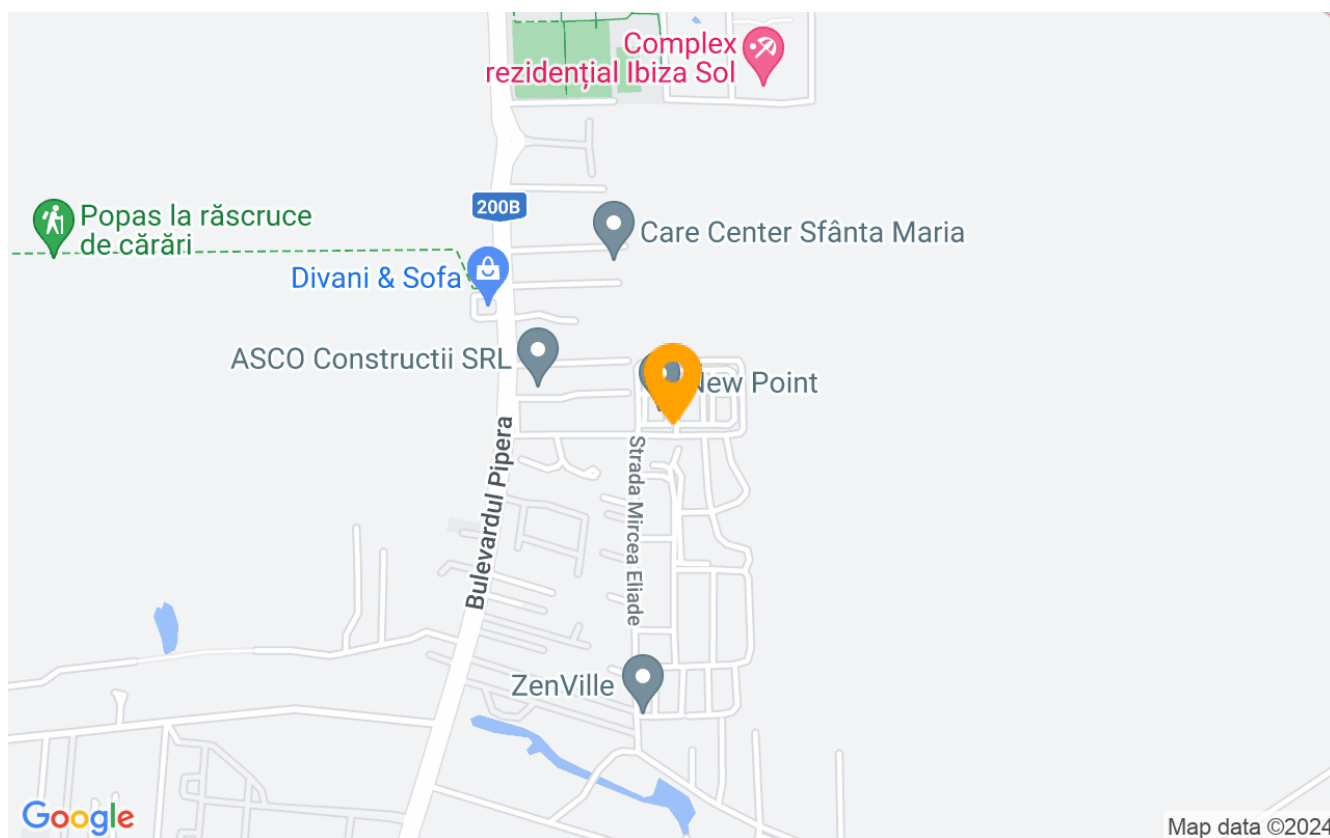 Complex
rezidențial Ibiza Sol
200B
Popas la răscruce
de cărări
Care Center Sfânta Maria
Divani & Sofa
ASCO Constructii SRL
New Point
Bulevardul Pipera
Strada Mircea Eliade
ZenVille
Google
Map data ©2024